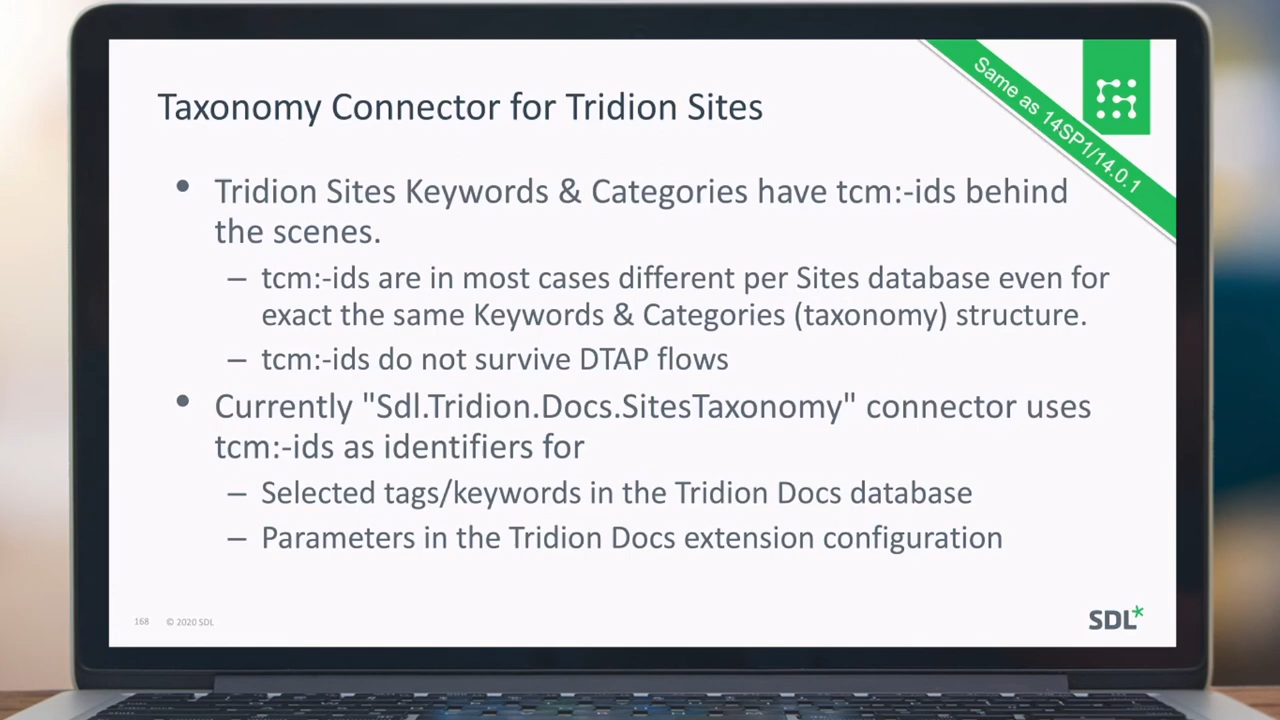 Same as 14SP1/14.0.1
Taxonomy Connector for Tridion Sites
• Tridion Sites Keywords & Categories have tcm:-ids behind
the scenes.
– tcm:-ids are in most cases different per Sites database even for
exact the same Keywords & Categories (taxonomy) structure.
– tcm:-ids do not survive DTAP flows
• Currently "Sdl.Tridion.Docs.SitesTaxonomy" connector uses
tcm:-ids as identifiers for
– Selected tags/keywords in the Tridion Docs database
– Parameters in the Tridion Docs extension configuration
168 © 2020 SDL
SDL*